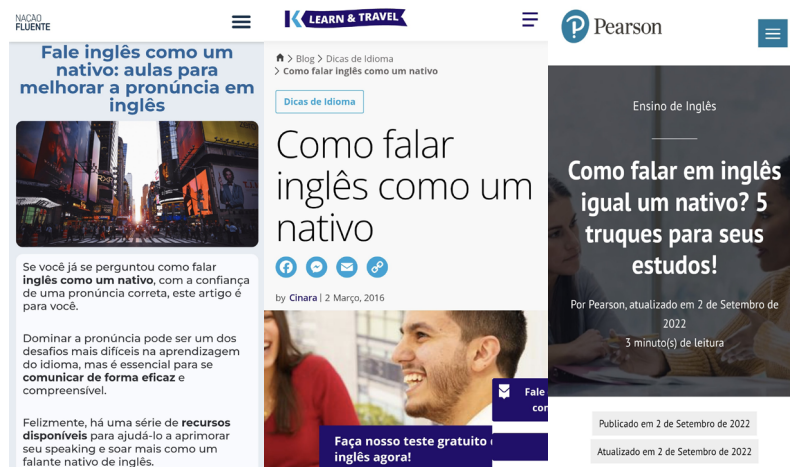 NAÇÃO
FLUENTE
Fale inglês como um
nativo: aulas para
melhorar a pronúncia em
inglês
Se você já se perguntou como falar
inglês como um nativo, com a confiança
de uma pronúncia correta, este artigo é
para você.
Dominar a pronúncia pode ser um dos
desafios mais difíceis na aprendizagem
do idioma, mas é essencial para se
comunicar de forma eficaz e
compreensível.
Felizmente, há uma série de recursos
disponíveis para ajudá-lo a aprimorar
seu speaking e soar mais como um
falante nativo de inglês.
K LEARN & TRAVEL
> Blog > Dicas de Idioma
> Como falar inglês como um nativo
Dicas de Idioma
Como falar
inglês como um
nativo
by Cinara | 2 Março, 2016
Fale
con
Faça nosso teste gratuito
inglês agora!
Pearson
Ensino de Inglês
Como falar em inglês
igual um nativo? 5
truques para seus
estudos!
Por Pearson, atualizado em 2 de Setembro de
2022
3 minuto(s) de leitura
Publicado em 2 de Setembro de 2022
Atualizado em 2 de Setembro de 2022